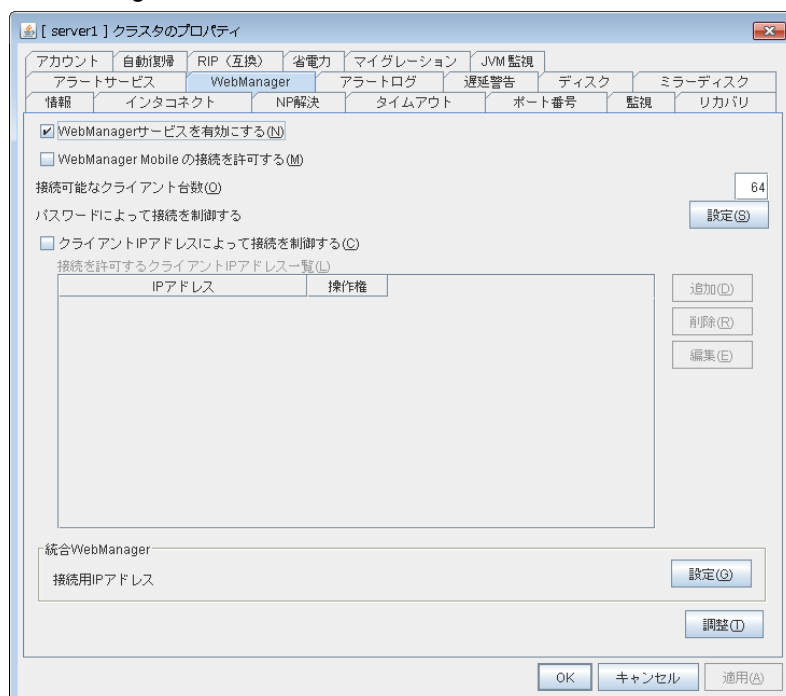 [ server1 ] クラスタのプロパティ
アカウント 自動復帰 RIP（互換） 省電力 マイグレーション JVM 監視
アラートサービス WebManager アラートログ 遅延警告 ディスク ミラーディスク
情報 インタコネクト NP解決 タイムアウト ポート番号 監視 リカバリ
WebManagerサービスを有効にする(N)
WebManager Mobile の接続を許可する(M)
接続可能なクライアント台数(O) 64
パスワードによって接続を制御する 設定(S)
クライアントIPアドレスによって接続を制御する(C)
接続を許可するクライアントIPアドレス一覧(L)
IPアドレス 操作権 追加(D)
削除(R)
編集(E)
統合WebManager
接続用IPアドレス 設定(G)
調整(T)
OK キャンセル 適用(A)